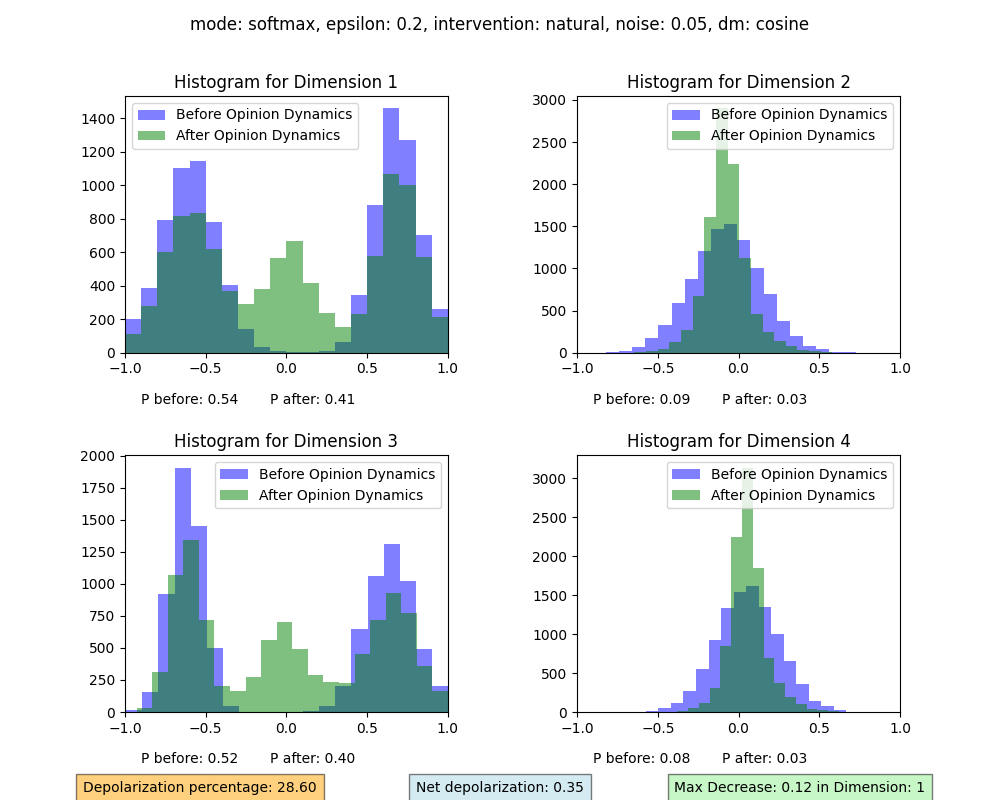 mode: softmax, epsilon: 0.2, intervention: natural, noise: 0.05, dm: cosine
Histogram for Dimension 1
Before Opinion Dynamics
After Opinion Dynamics
1400
1200
1000
800
600
400
200
0
−1.0 −0.5 0.0 0.5 1.0
P before: 0.54 P after: 0.41
Histogram for Dimension 2
Before Opinion Dynamics
After Opinion Dynamics
3000
2500
2000
1500
1000
500
0
−1.0 −0.5 0.0 0.5 1.0
P before: 0.09 P after: 0.03
Histogram for Dimension 3
Before Opinion Dynamics
After Opinion Dynamics
2000
1750
1500
1250
1000
750
500
250
0
−1.0 −0.5 0.0 0.5 1.0
P before: 0.52 P after: 0.40
Histogram for Dimension 4
Before Opinion Dynamics
After Opinion Dynamics
3000
2500
2000
1500
1000
500
0
−1.0 −0.5 0.0 0.5 1.0
P before: 0.08 P after: 0.03
Depolarization percentage: 28.60
Net depolarization: 0.35
Max Decrease: 0.12 in Dimension: 1